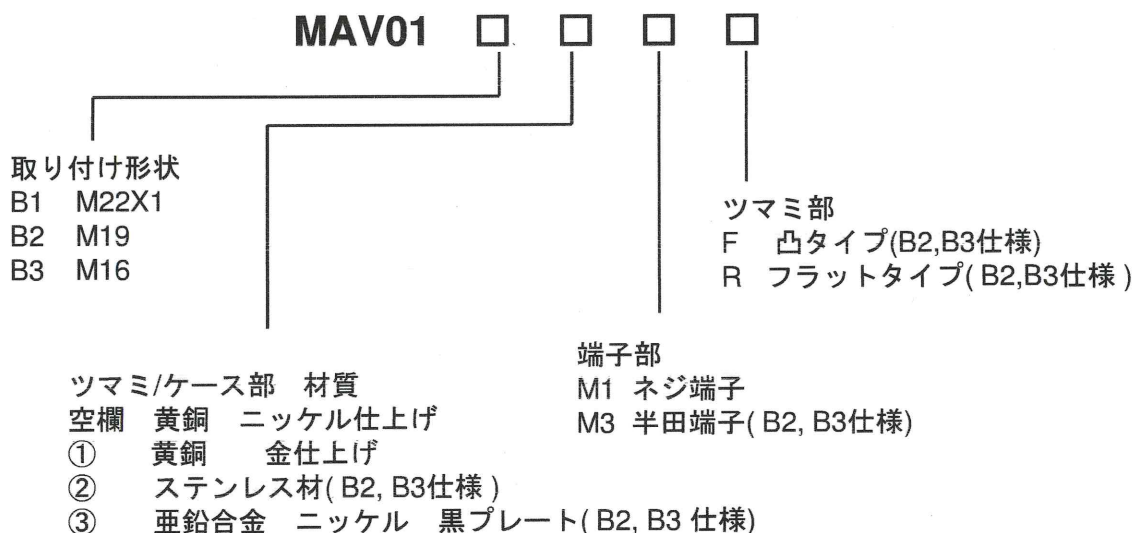 MAV01 □ □ □ □
取り付け形状
B1 M22X1
B2 M19
B3 M16
ツマミ部
F 凸タイプ(B2,B3仕様)
R フラットタイプ( B2,B3仕様 )
ツマミ/ケース部 材質
空欄 黄銅 ニッケル仕上げ
① 黄銅 金仕上げ
② ステンレス材( B2, B3仕様 )
③ 亜鉛合金 ニッケル 黒プレート( B2, B3 仕様)
端子部
M1 ネジ端子
M3 半田端子( B2, B3仕様)